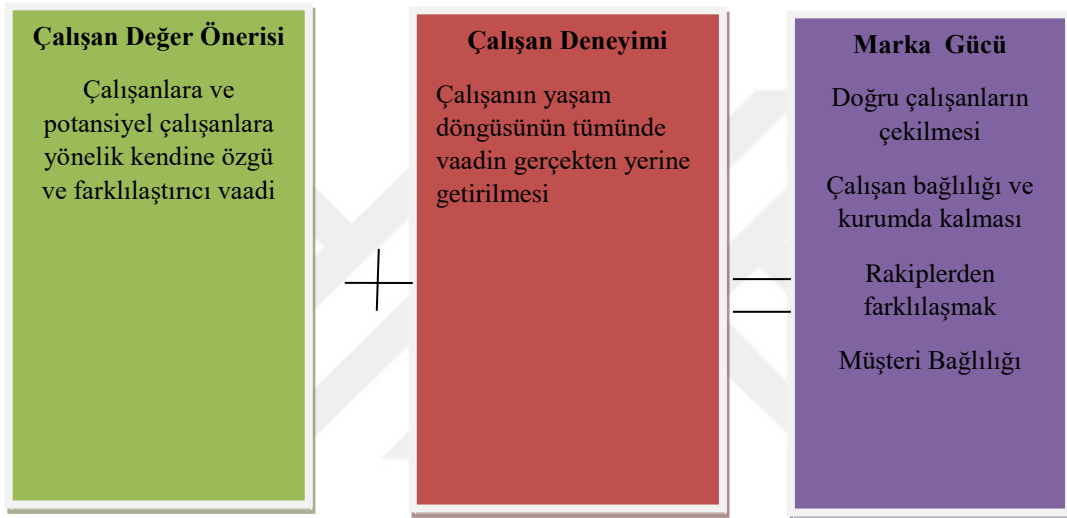 Çalışan Değer Önerisi
Çalışanlara ve
potansiyel çalışanlara
yönelik kendine özgü
ve farklılaştırıcı vaadi
Çalışan Deneyimi
Çalışanın yaşam
döngüsünün tümünde
vaadin gerçekten yerine
getirilmesi
Marka Gücü
Doğru çalışanların
çekilmesi
Çalışan bağlılığı ve
kurumda kalması
Rakiplerden
farklılaşmak
Müşteri Bağlılığı